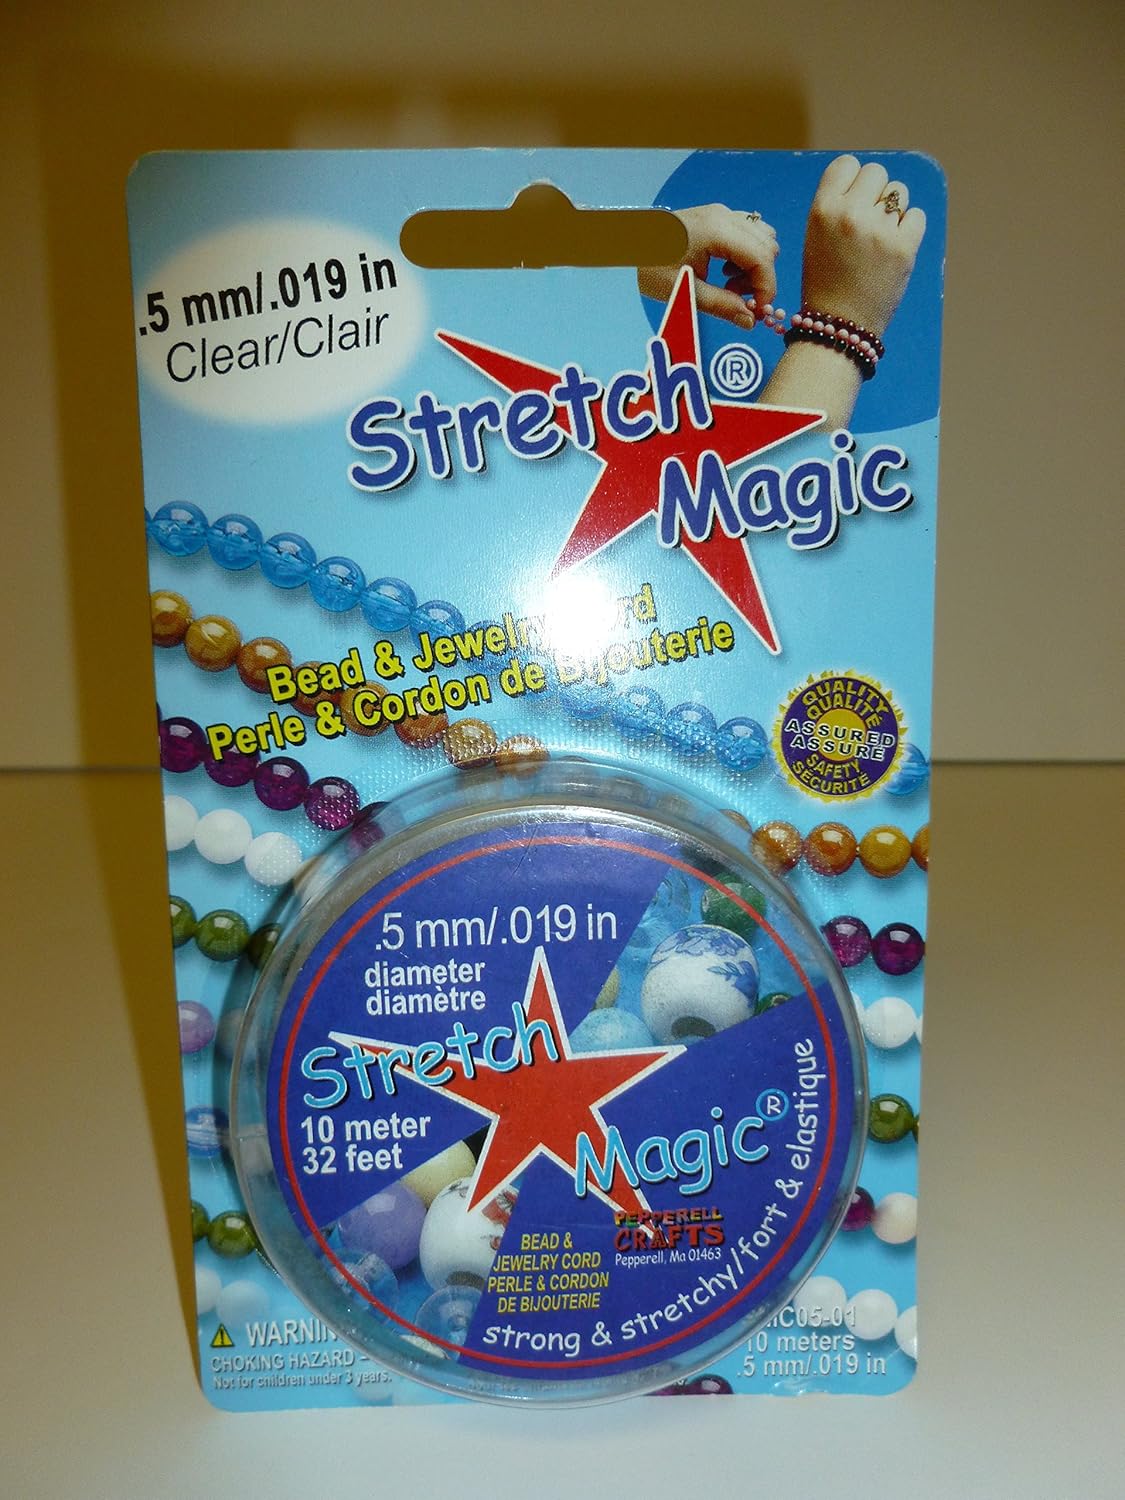 .5 mm/.019 in
Clear/Clair
Stretch®
Magic
Bead & Jewelry Cord
Perle & Cordon de Bijouterie
QUALITY
QUALITÉ
ASSURED
ASSURE
SAFETY
SÉCURITÉ
.5 mm/.019 in
diameter
diamètre
Stretch
Magic®
10 meter
32 feet
BEAD &
JEWELRY CORD
PERLE & CORDON
DE BIJOUTERIE
PEPPERELL
CRAFTS
Pepperell, Ma 01463
strong & stretchy/fort & elastique
CHOKING HAZARD –
Not for children under 3 years.
10 meters
.5 mm/.019 in